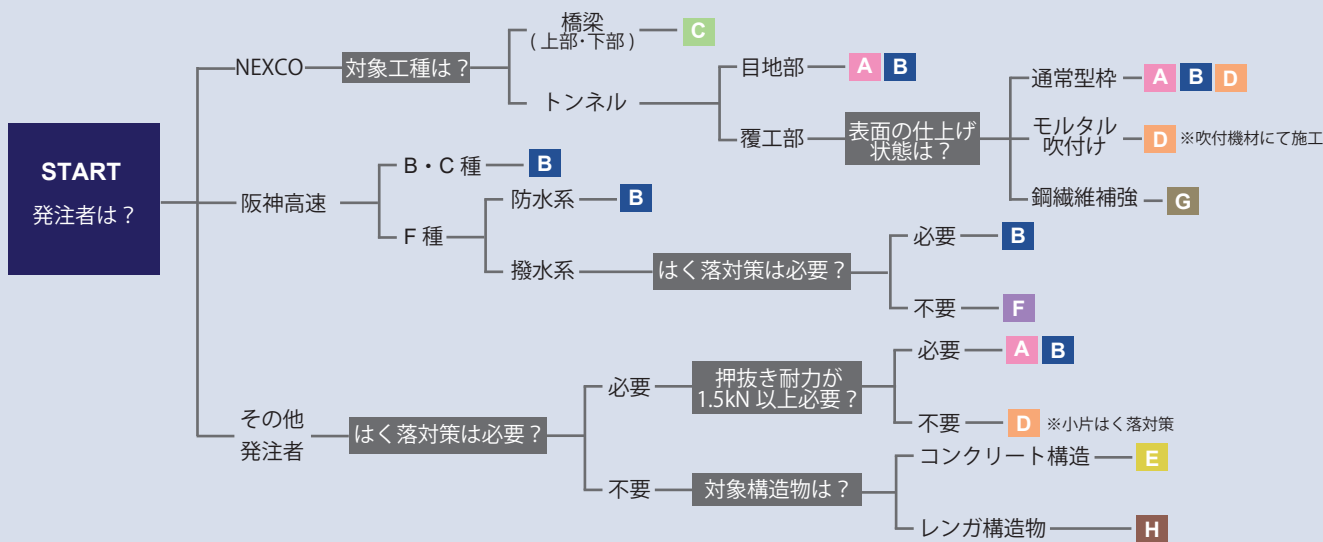 START
発注者は？
NEXCO
対象工種は？
橋梁
( 上部・下部 )
C
トンネル
目地部
A B
覆工部
表面の仕上げ
状態は？
通常型枠
A B D
モルタル
吹付け
D ※吹付機材にて施工
鋼繊維補強
G
阪神高速
B・C 種
B
F 種
防水系
B
撥水系
はく落対策は必要？
必要
B
不要
F
その他
発注者
はく落対策は必要？
必要
押抜き耐力が
1.5kN 以上必要？
必要
A B
不要
D ※小片はく落対策
不要
対象構造物は？
コンクリート構造
E
レンガ構造物
H